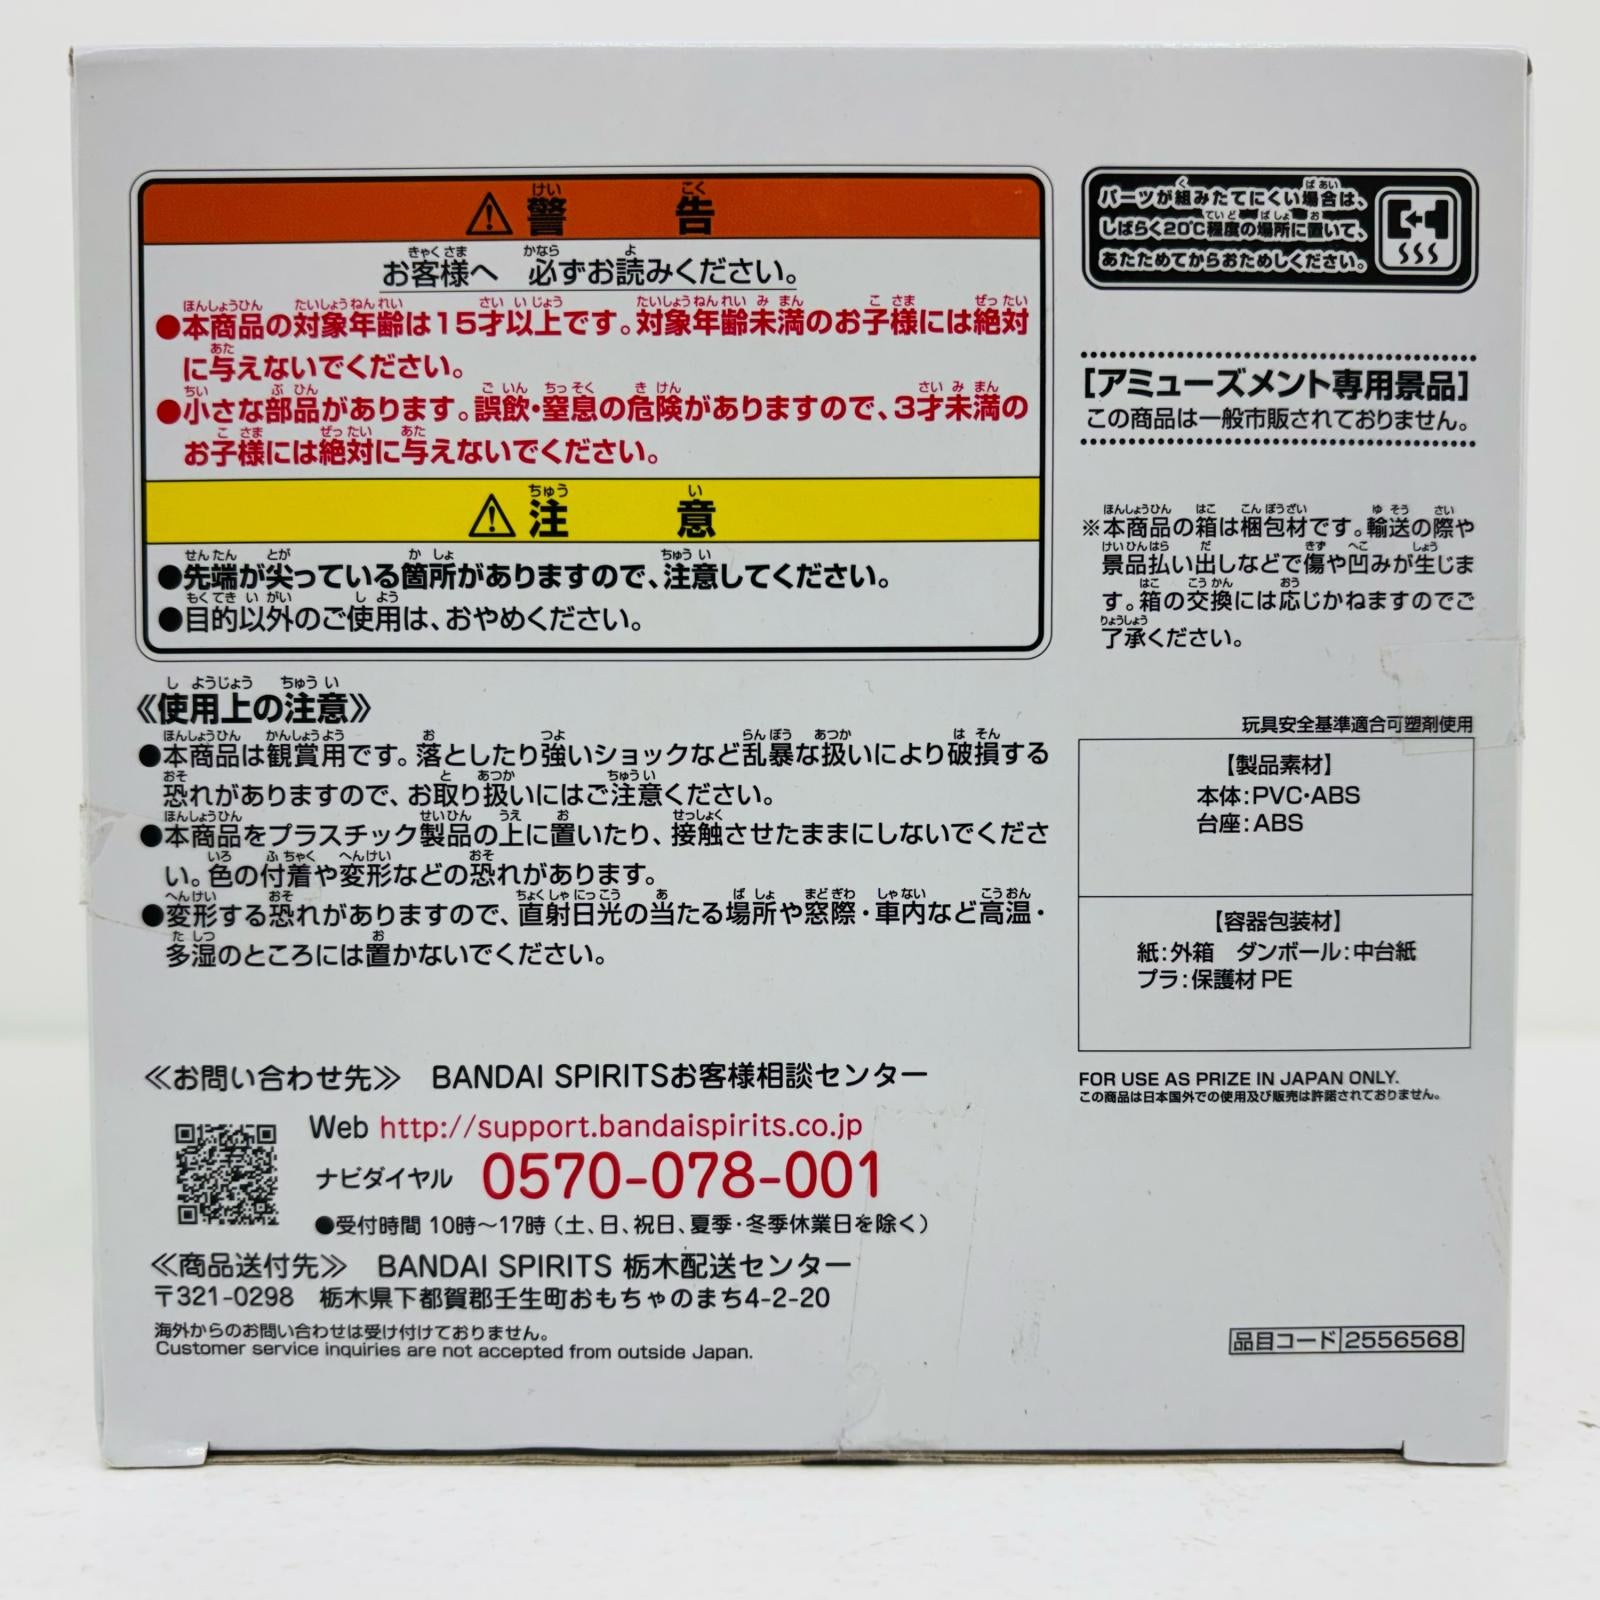 ⚠警告
お客様へ 必ずお読みください。
●本商品の対象年齢は15才以上です。対象年齢未満のお子様には絶対
に与えないでください。
●小さな部品があります。誤飲・窒息の危険がありますので、3才未満の
お子様には絶対に与えないでください。
⚠注意
●先端が尖っている箇所がありますので、注意してください。
●目的以外のご使用は、おやめください。
《使用上の注意》
●本商品は観賞用です。落としたり強いショックなど乱暴な扱いにより破損する
恐れがありますので、お取り扱いにはご注意ください。
●本商品をプラスチック製品の上に置いたり、接触させたままにしないでくださ
い。色の付着や変形などの恐れがあります。
●変形する恐れがありますので、直射日光の当たる場所や窓際・車内など高温・
多湿のところには置かないでください。
≪お問い合わせ先≫ BANDAI SPIRITSお客様相談センター
Web http://support.bandaispirits.co.jp
ナビダイヤル 0570-078-001
●受付時間 10時〜17時（土、日、祝日、夏季・冬季休業日を除く）
≪商品送付先≫ BANDAI SPIRITS 栃木配送センター
〒321-0298 栃木県下都賀郡壬生町おもちゃのまち4-2-20
海外からのお問い合わせは受け付けておりません。
Customer service inquiries are not accepted from outside Japan.
パーツが組みたてにくい場合は、
しばらく20℃程度の場所に置いて、
あたためてからおためしください。
[アミューズメント専用景品]
この商品は一般市販されておりません。
※本商品の箱は梱包材です。輸送の際や
景品払い出しなどで傷や凹みが生じま
す。箱の交換には応じかねますのでご
了承ください。
玩具安全基準適合可塑剤使用
【製品素材】
本体:PVC・ABS
台座:ABS
【容器包装材】
紙:外箱 ダンボール:中台紙
プラ:保護材 PE
FOR USE AS PRIZE IN JAPAN ONLY.
この商品は日本国外での使用及び販売は許諾されておりません。
品目コード 2556568